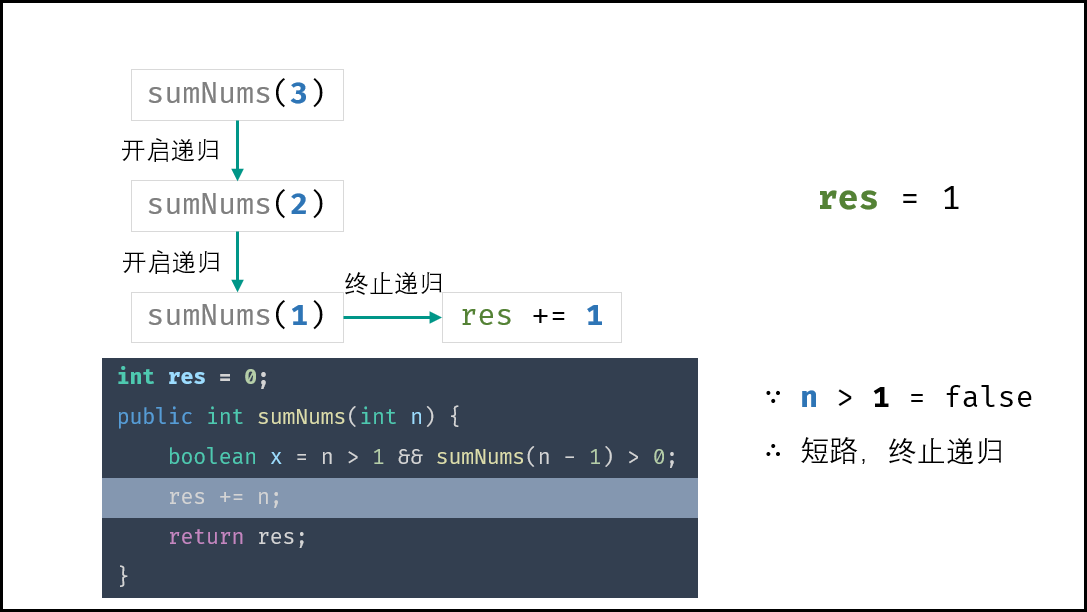 sumNums(3)
开启递归
sumNums(2)
res = 1
开启递归
终止递归
sumNums(1)
res += 1
int res = 0;
public int sumNums(int n) {
boolean x = n > 1 && sumNums(n - 1) > 0;
res += n;
return res;
}
∵ n > 1 = false
∴ 短路，终止递归